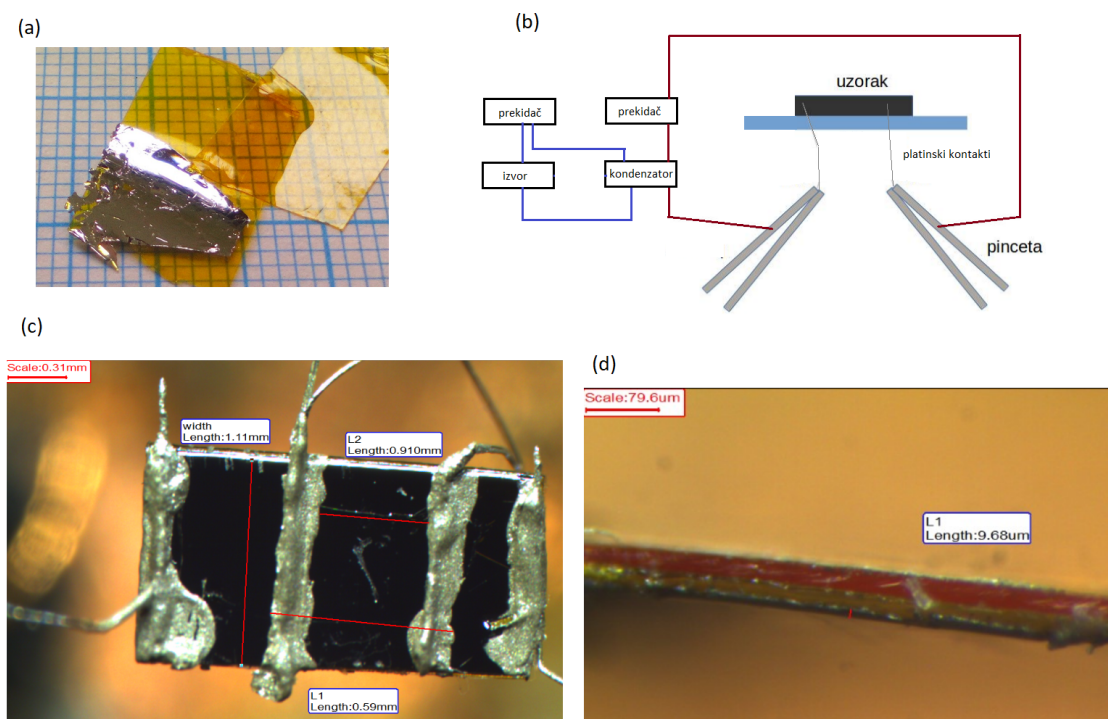 (a)
(b)
uzorak
prekidač
prekidač
platinski kontakti
izvor
kondenzator
pinceta
(c)
(d)
Scale:0.31mm
width
Length:1.11mm
L2
Length:0.910mm
L1
Length:0.59mm
Scale:79.6um
L1
Length:9.68um